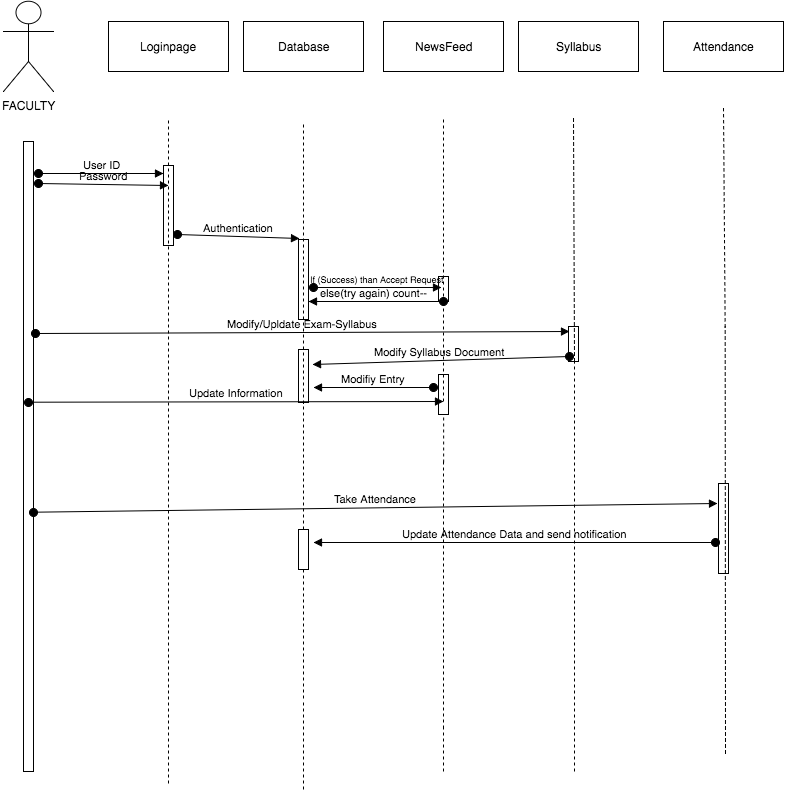 Loginpage
Database
NewsFeed
Syllabus
Attendance
FACULTY
User ID
Password
Authentication
If (Success) than Accept Request
else(try again) count--
Modify/Upldate Exam-Syllabus
Modify Syllabus Document
Modifiy Entry
Update Information
Take Attendance
Update Attendance Data and send notification